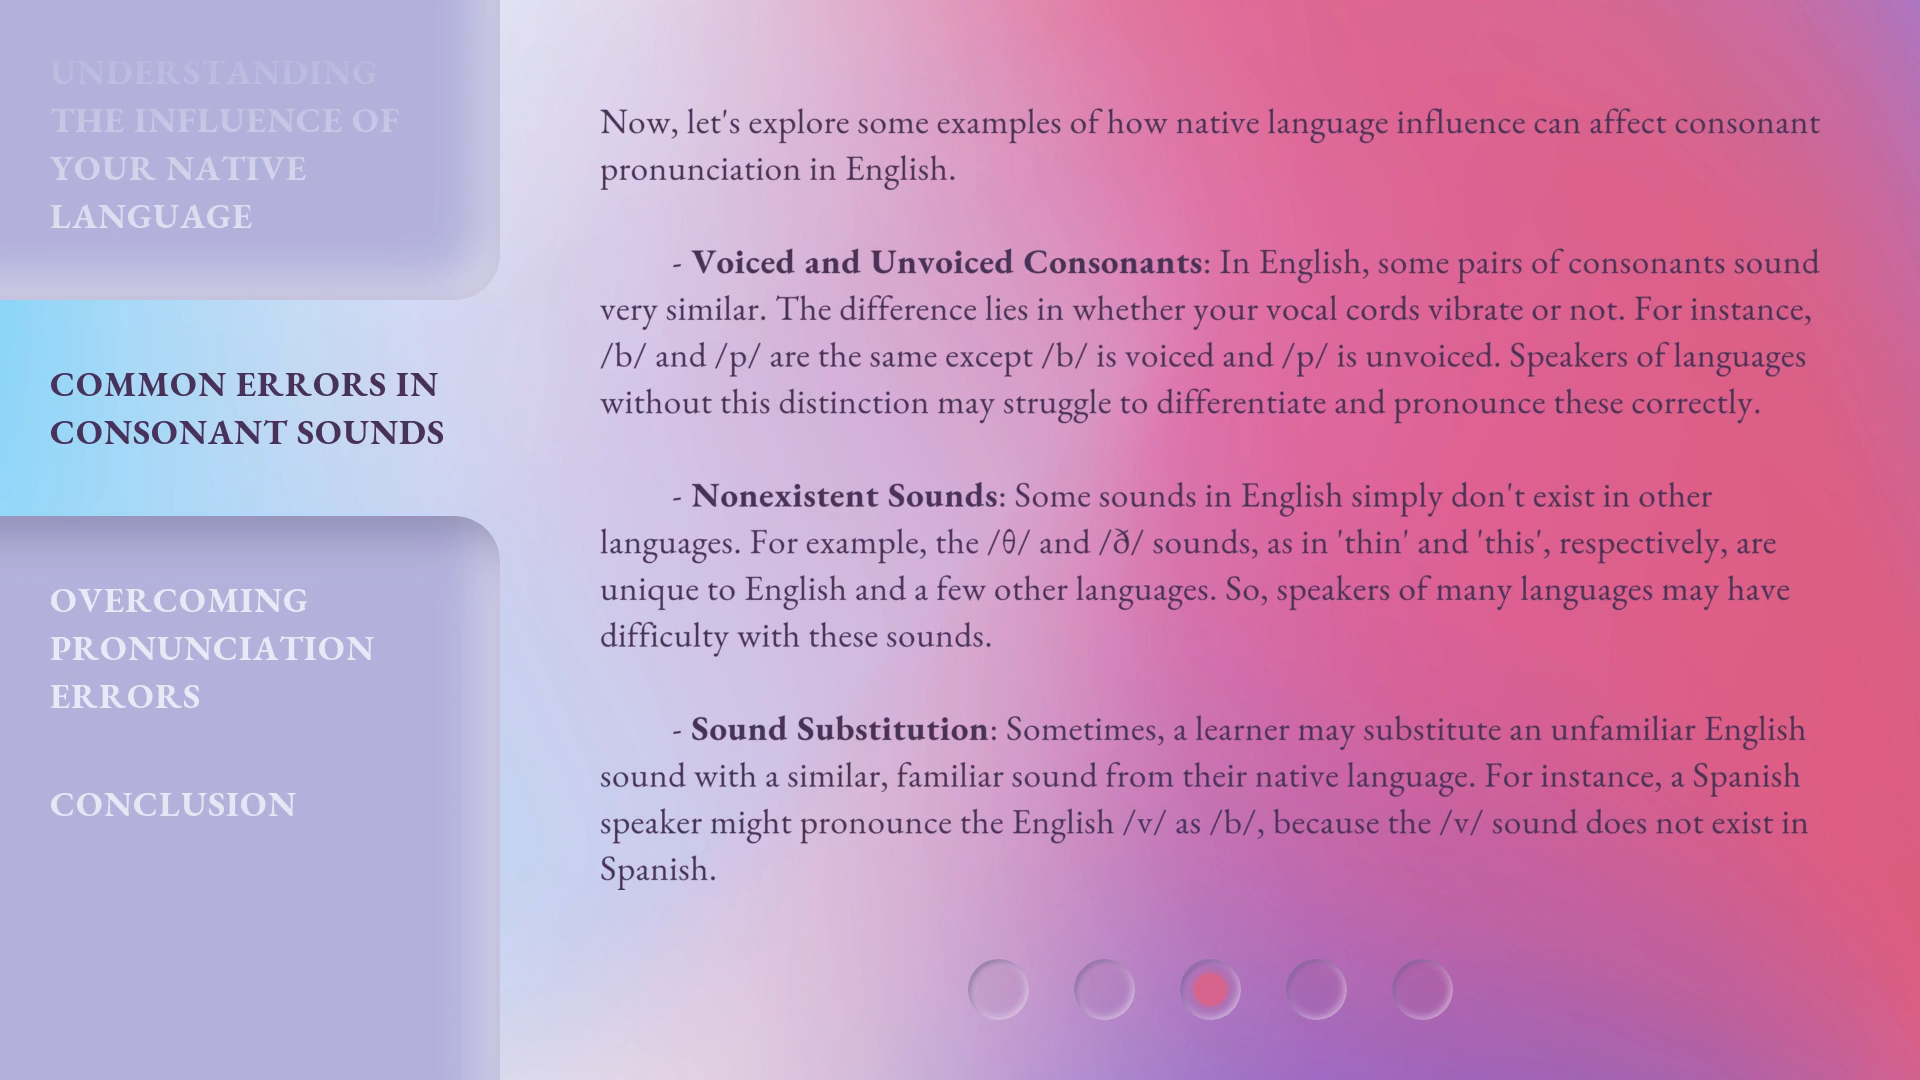 UNDERSTANDING
THE INFLUENCE OF
YOUR NATIVE
LANGUAGE
COMMON ERRORS IN
CONSONANT SOUNDS
OVERCOMING
PRONUNCIATION
ERRORS
CONCLUSION
Now, let's explore some examples of how native language influence can affect consonant
pronunciation in English.
- Voiced and Unvoiced Consonants: In English, some pairs of consonants sound
very similar. The difference lies in whether your vocal cords vibrate or not. For instance,
/b/ and /p/ are the same except /b/ is voiced and /p/ is unvoiced. Speakers of languages
without this distinction may struggle to differentiate and pronounce these correctly.
- Nonexistent Sounds: Some sounds in English simply don't exist in other
languages. For example, the /θ/ and /ð/ sounds, as in 'thin' and 'this', respectively, are
unique to English and a few other languages. So, speakers of many languages may have
difficulty with these sounds.
- Sound Substitution: Sometimes, a learner may substitute an unfamiliar English
sound with a similar, familiar sound from their native language. For instance, a Spanish
speaker might pronounce the English /v/ as /b/, because the /v/ sound does not exist in
Spanish.